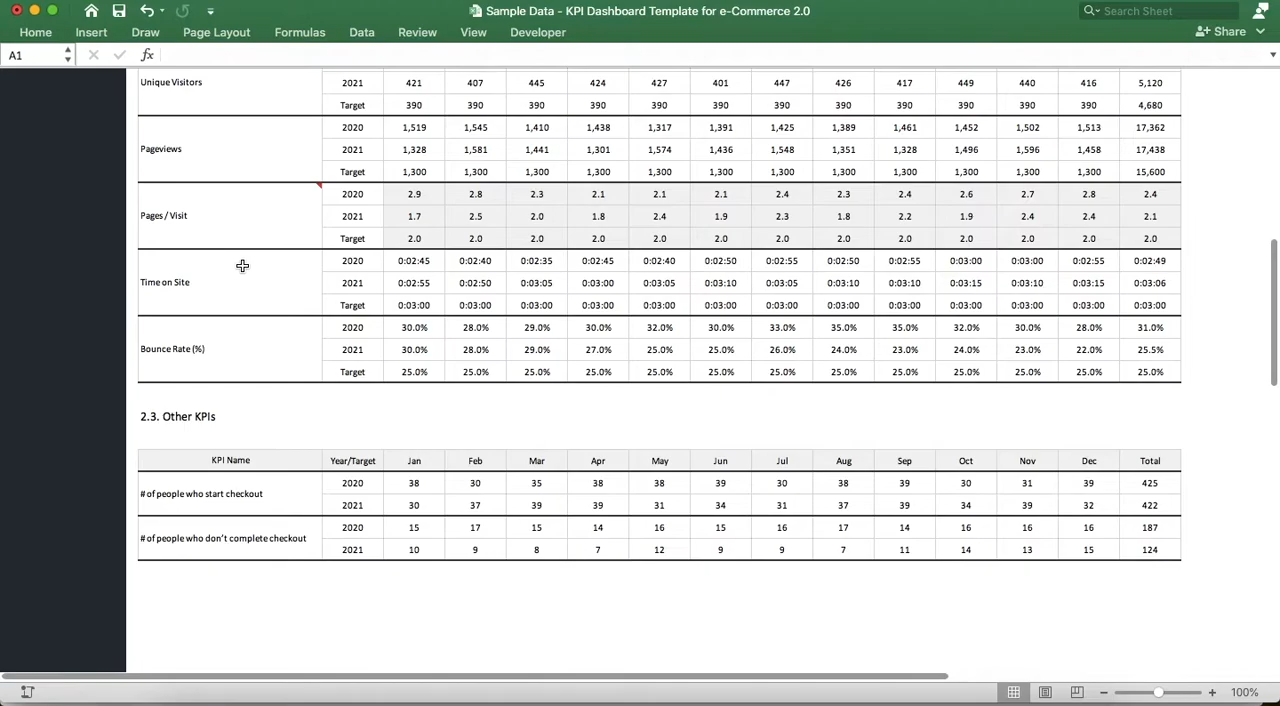 Sample Data - KPI Dashboard Template for e-Commerce 2.0
Search Sheet
Home Insert Draw Page Layout Formulas Data Review View Developer
Share
A1 fx
Unique Visitors
2021 421 407 445 424 427 401 447 426 417 449 440 416 5,120
Target 390 390 390 390 390 390 390 390 390 390 390 390 4,680
Pageviews
2020 1,519 1,545 1,410 1,438 1,317 1,391 1,425 1,389 1,461 1,452 1,502 1,513 17,362
2021 1,328 1,581 1,441 1,301 1,574 1,436 1,548 1,351 1,328 1,496 1,596 1,458 17,438
Target 1,300 1,300 1,300 1,300 1,300 1,300 1,300 1,300 1,300 1,300 1,300 1,300 15,600
Pages / Visit
2020 2.9 2.8 2.3 2.1 2.1 2.1 2.4 2.3 2.4 2.6 2.7 2.8 2.4
2021 1.7 2.5 2.0 1.8 2.4 1.9 2.3 1.8 2.2 1.9 2.4 2.4 2.1
Target 2.0 2.0 2.0 2.0 2.0 2.0 2.0 2.0 2.0 2.0 2.0 2.0 2.0
Time on Site
2020 0:02:45 0:02:40 0:02:35 0:02:45 0:02:40 0:02:50 0:02:55 0:02:50 0:02:55 0:03:00 0:03:00 0:02:55 0:02:49
2021 0:02:55 0:02:50 0:03:05 0:03:00 0:03:05 0:03:10 0:03:05 0:03:10 0:03:10 0:03:15 0:03:10 0:03:15 0:03:06
Target 0:03:00 0:03:00 0:03:00 0:03:00 0:03:00 0:03:00 0:03:00 0:03:00 0:03:00 0:03:00 0:03:00 0:03:00 0:03:00
Bounce Rate (%)
2020 30.0% 28.0% 29.0% 30.0% 32.0% 30.0% 33.0% 35.0% 35.0% 32.0% 30.0% 28.0% 31.0%
2021 30.0% 28.0% 29.0% 27.0% 25.0% 25.0% 26.0% 24.0% 23.0% 24.0% 23.0% 22.0% 25.5%
Target 25.0% 25.0% 25.0% 25.0% 25.0% 25.0% 25.0% 25.0% 25.0% 25.0% 25.0% 25.0% 25.0%
2.3. Other KPIs
KPI Name Year/Target Jan Feb Mar Apr May Jun Jul Aug Sep Oct Nov Dec Total
# of people who start checkout
2020 38 30 35 38 38 39 30 38 39 30 31 39 425
2021 30 37 39 39 31 34 31 37 39 34 39 32 422
# of people who don't complete checkout
2020 15 17 15 14 16 15 16 17 14 16 16 16 187
2021 10 9 8 7 12 9 9 7 11 14 13 15 124
100%